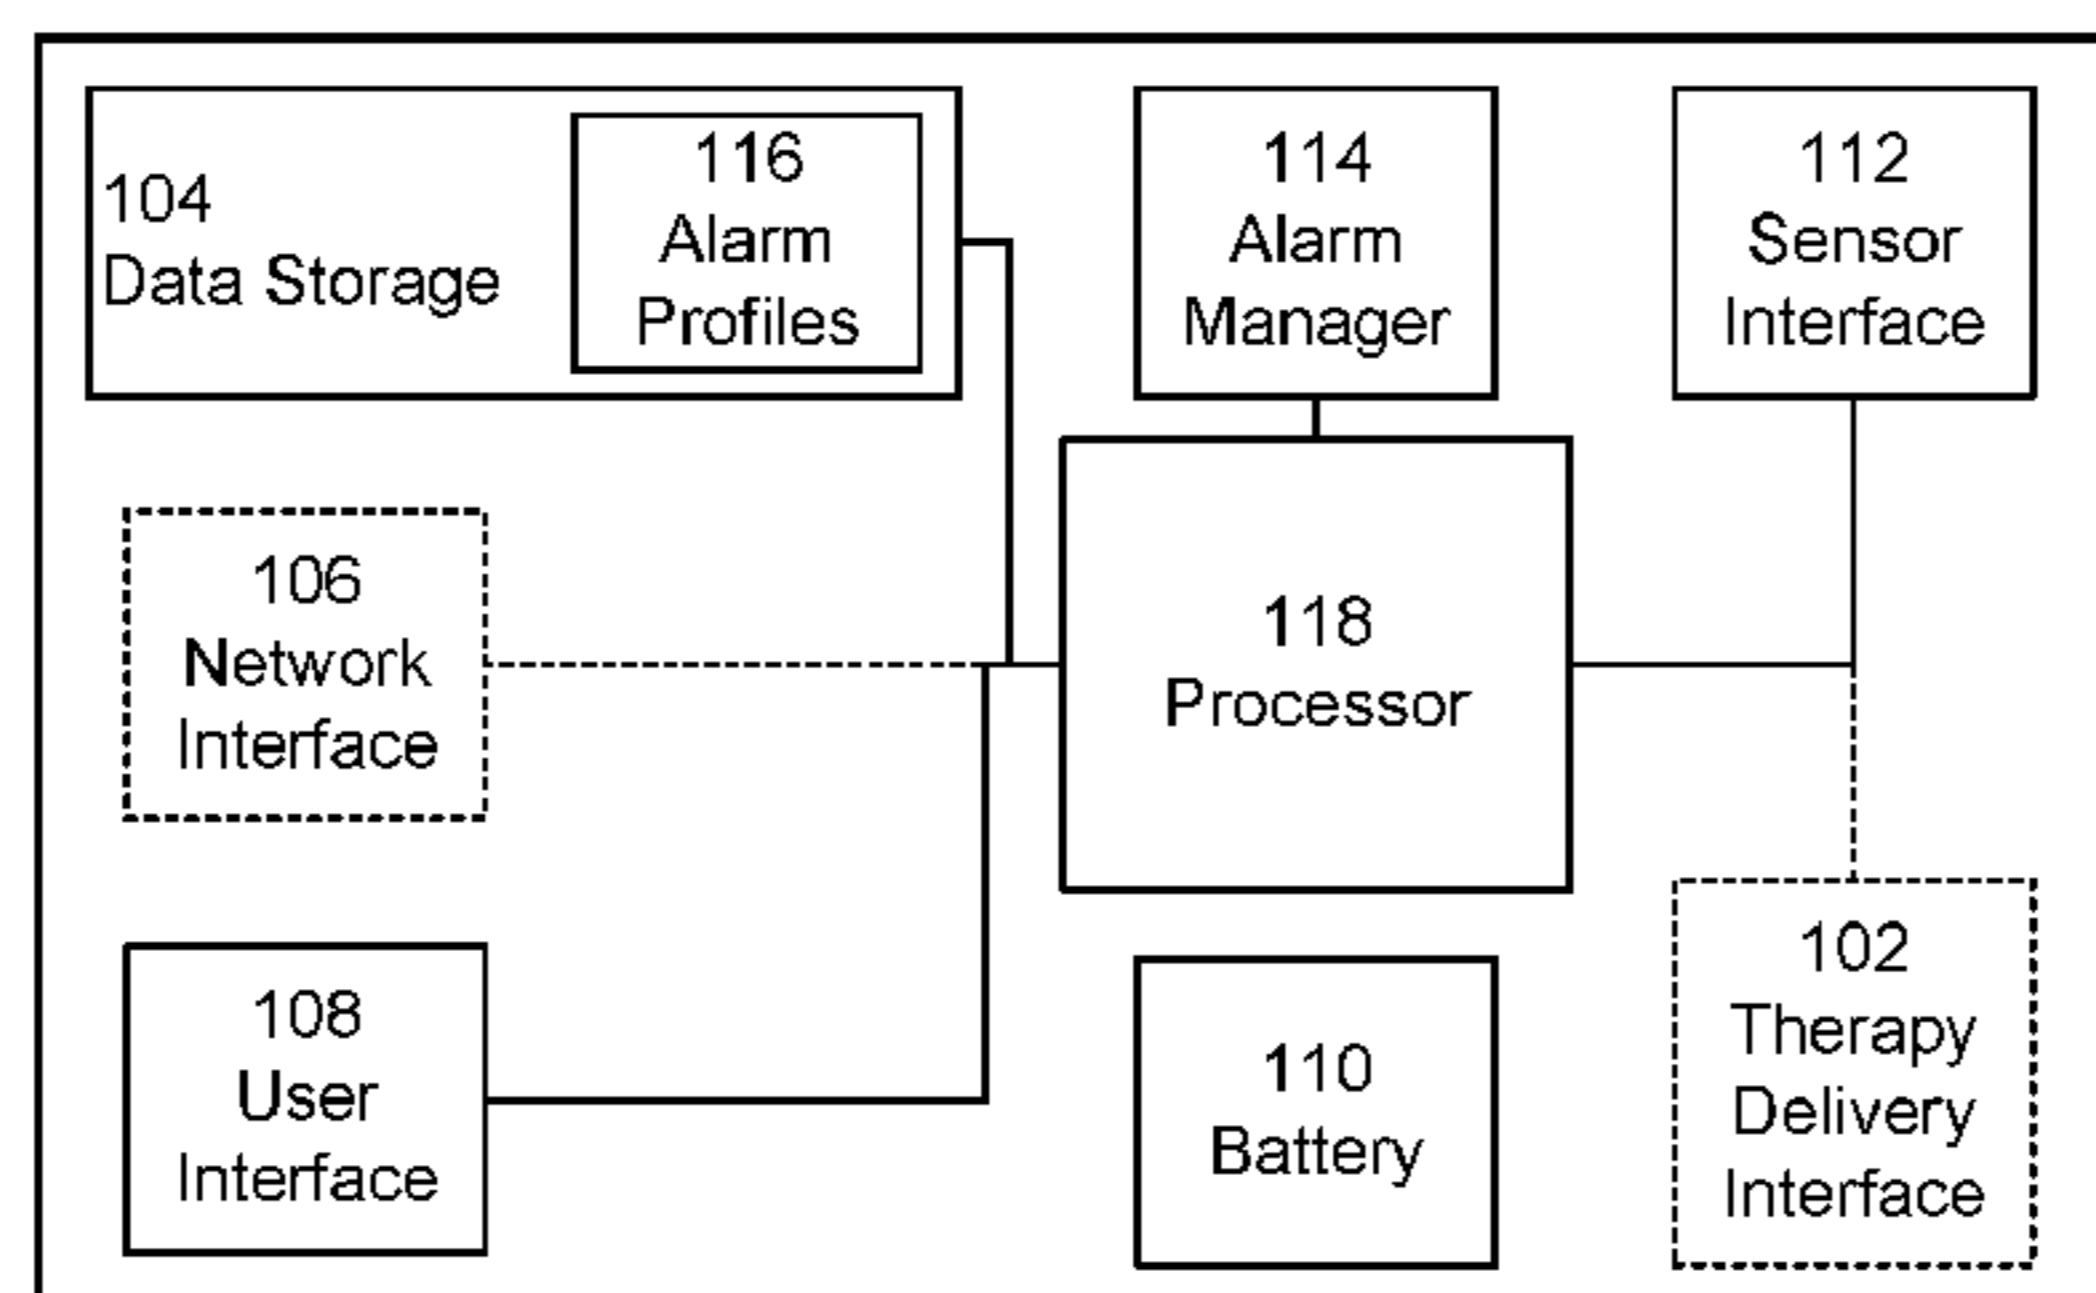 104
Data Storage
116
Alarm
Profiles
114
Alarm
Manager
112
Sensor
Interface
106
Network
Interface
118
Processor
108
User
Interface
110
Battery
102
Therapy
Delivery
Interface